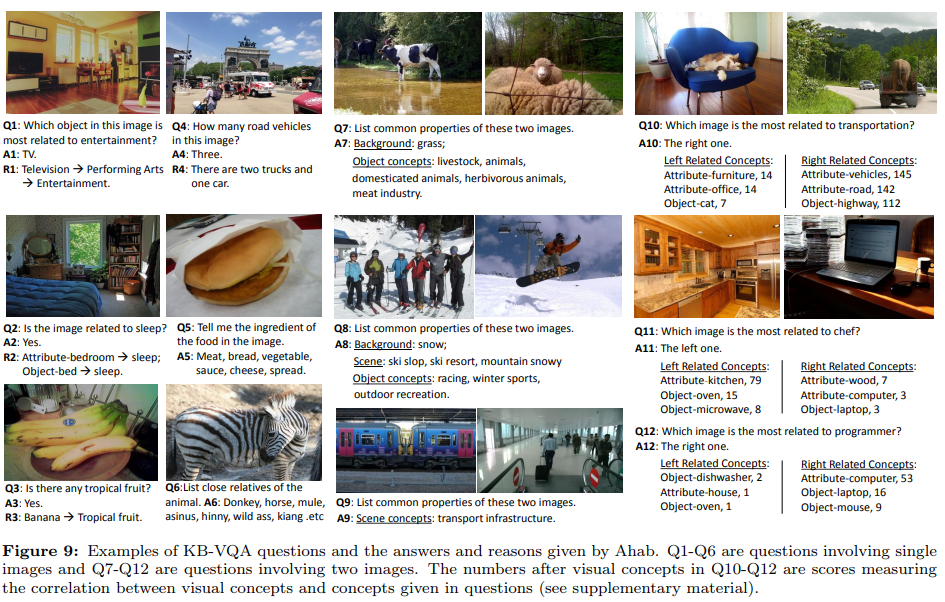 Q1: Which object in this image is
most related to entertainment?
A1: TV.
R1: Television → Performing Arts
→ Entertainment.
Q4: How many road vehicles
in this image?
A4: Three.
R4: There are two trucks and
one car.
Q7: List common properties of these two images.
A7: Background: grass;
Object concepts: livestock, animals,
domesticated animals, herbivorous animals,
meat industry.
Q10: Which image is the most related to transportation?
A10: The right one.
Left Related Concepts:
Attribute-furniture, 14
Attribute-office, 14
Object-cat, 7
Right Related Concepts:
Attribute-vehicles, 145
Attribute-road, 142
Object-highway, 112
Q2: Is the image related to sleep?
A2: Yes.
R2: Attribute-bedroom → sleep;
Object-bed → sleep.
Q5: Tell me the ingredient of
the food in the image.
A5: Meat, bread, vegetable,
sauce, cheese, spread.
Q8: List common properties of these two images.
A8: Background: snow;
Scene: ski slop, ski resort, mountain snowy
Object concepts: racing, winter sports,
outdoor recreation.
Q11: Which image is the most related to chef?
A11: The left one.
Left Related Concepts:
Attribute-kitchen, 79
Object-oven, 15
Object-microwave, 8
Right Related Concepts:
Attribute-wood, 7
Attribute-computer, 3
Object-laptop, 3
Q3: Is there any tropical fruit?
A3: Yes.
R3: Banana → Tropical fruit.
Q6:List close relatives of the
animal. A6: Donkey, horse, mule,
asinus, hinny, wild ass, kiang .etc
Q9: List common properties of these two images.
A9: Scene concepts: transport infrastructure.
Q12: Which image is the most related to programmer?
A12: The right one.
Left Related Concepts:
Object-dishwasher, 2
Attribute-house, 1
Object-oven, 1
Right Related Concepts:
Attribute-computer, 53
Object-laptop, 16
Object-mouse, 9
Figure 9: Examples of KB-VQA questions and the answers and reasons given by Ahab. Q1-Q6 are questions involving single
images and Q7-Q12 are questions involving two images. The numbers after visual concepts in Q10-Q12 are scores measuring
the correlation between visual concepts and concepts given in questions (see supplementary material).